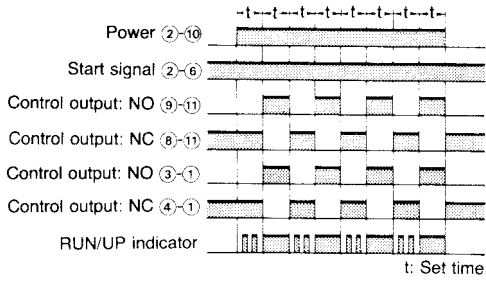 t t t t t t t t
Power ②-⑩
Start signal ②-⑥
Control output: NO ⑨-⑪
Control output: NC ⑧-⑪
Control output: NO ③-①
Control output: NC ④-①
RUN/UP indicator
t: Set time